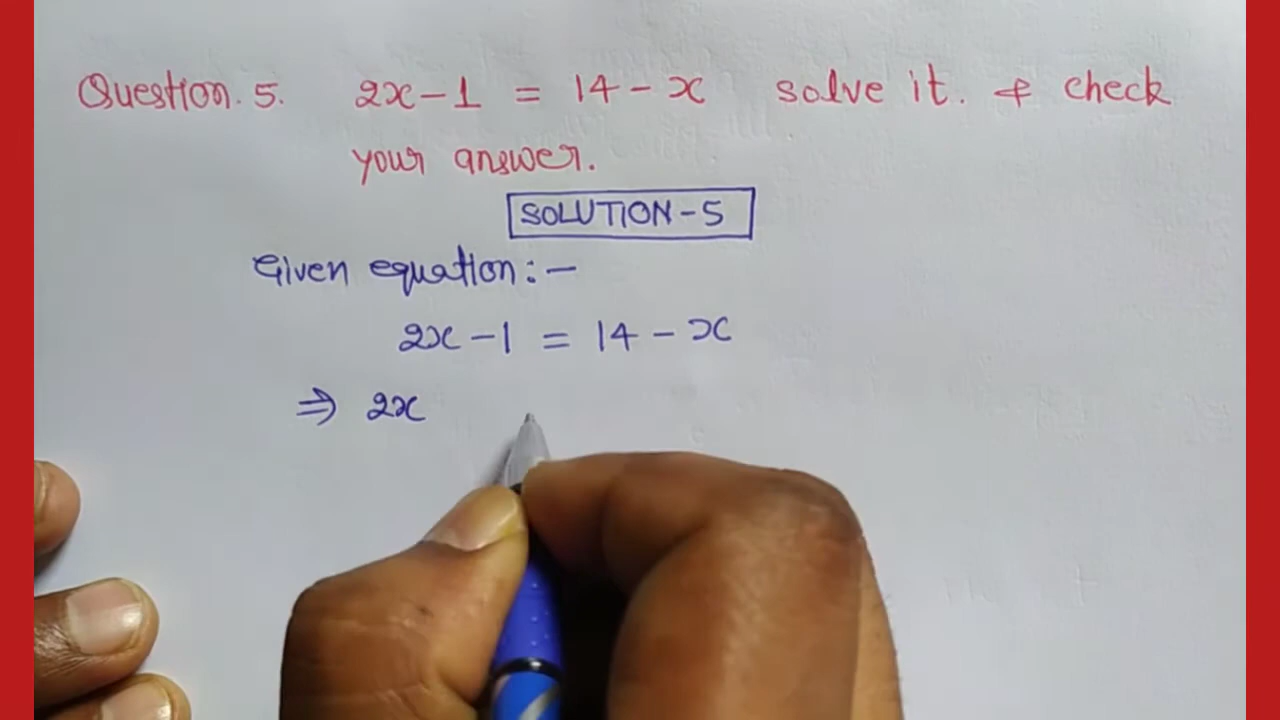 Question. 5. 2x-1 = 14-x solve it. & check
your answer.
SOLUTION-5
Given equation:-
2x-1 = 14-x
⇒ 2x